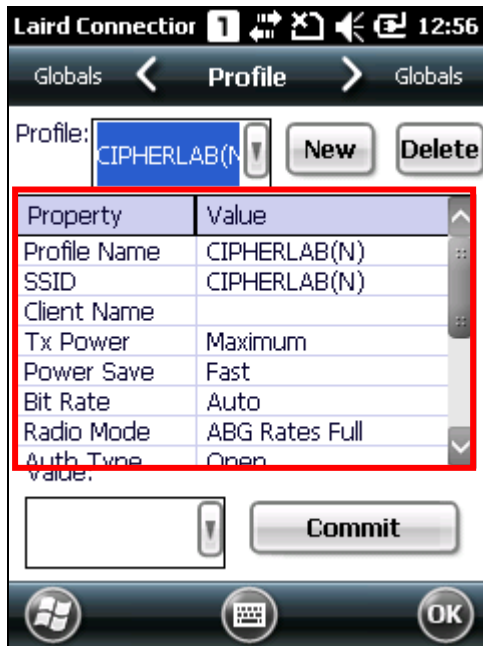 Laird Connection 1 12:56
Globals Profile Globals
Profile: CIPHERLAB(N New Delete
Property Value
Profile Name CIPHERLAB(N)
SSID CIPHERLAB(N)
Client Name
Tx Power Maximum
Power Save Fast
Bit Rate Auto
Radio Mode ABG Rates Full
Auth Type Open
Value:
Commit
OK